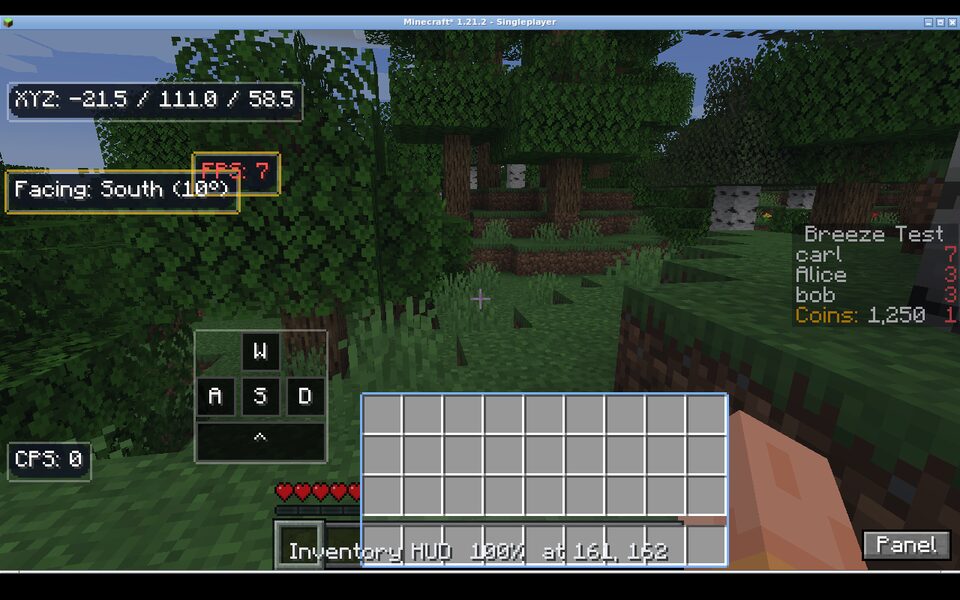 Minecraft* 1.21.2 - Singleplayer
XYZ: -21.5 / 111.0 / 58.5
FPS: 7
Facing: South (10°)
Breeze Test
carl 7
Alice 3
bob 3
Coins: 1,250 1
W
A S D
^
CPS: 0
Inventory HUD 100% at 161, 162
Panel